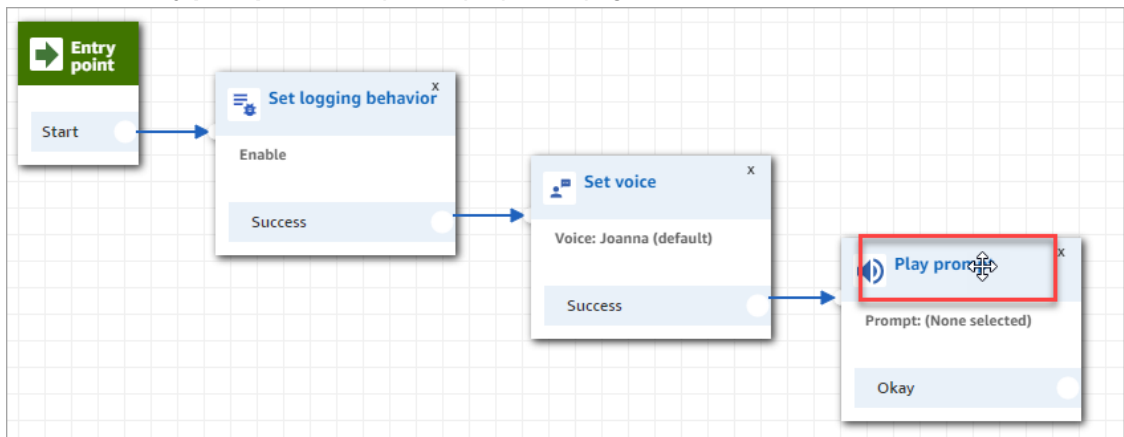 Entry
point
Start
x
Set logging behavior
Enable
Success
x
Set voice
Voice: Joanna (default)
Success
x
Play
Prompt: (None selected)
Okay